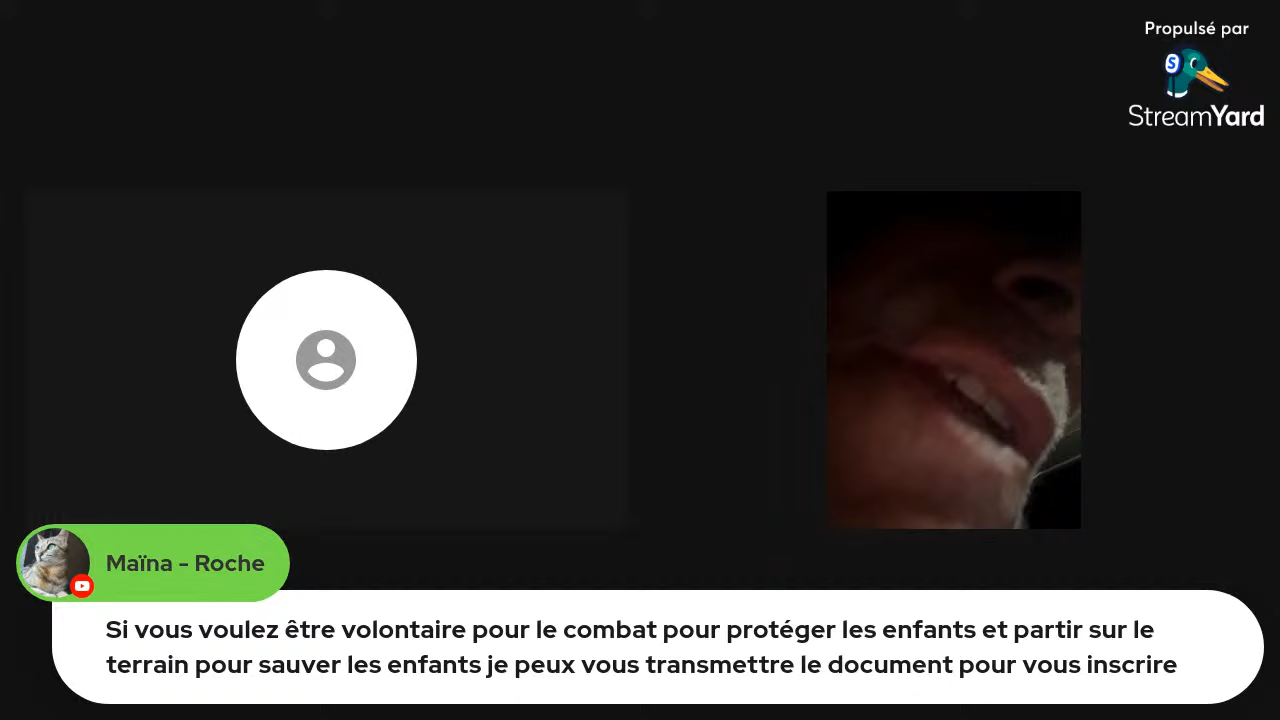 Propulsé par
StreamYard
Maïna - Roche
Si vous voulez être volontaire pour le combat pour protéger les enfants et partir sur le
terrain pour sauver les enfants je peux vous transmettre le document pour vous inscrire